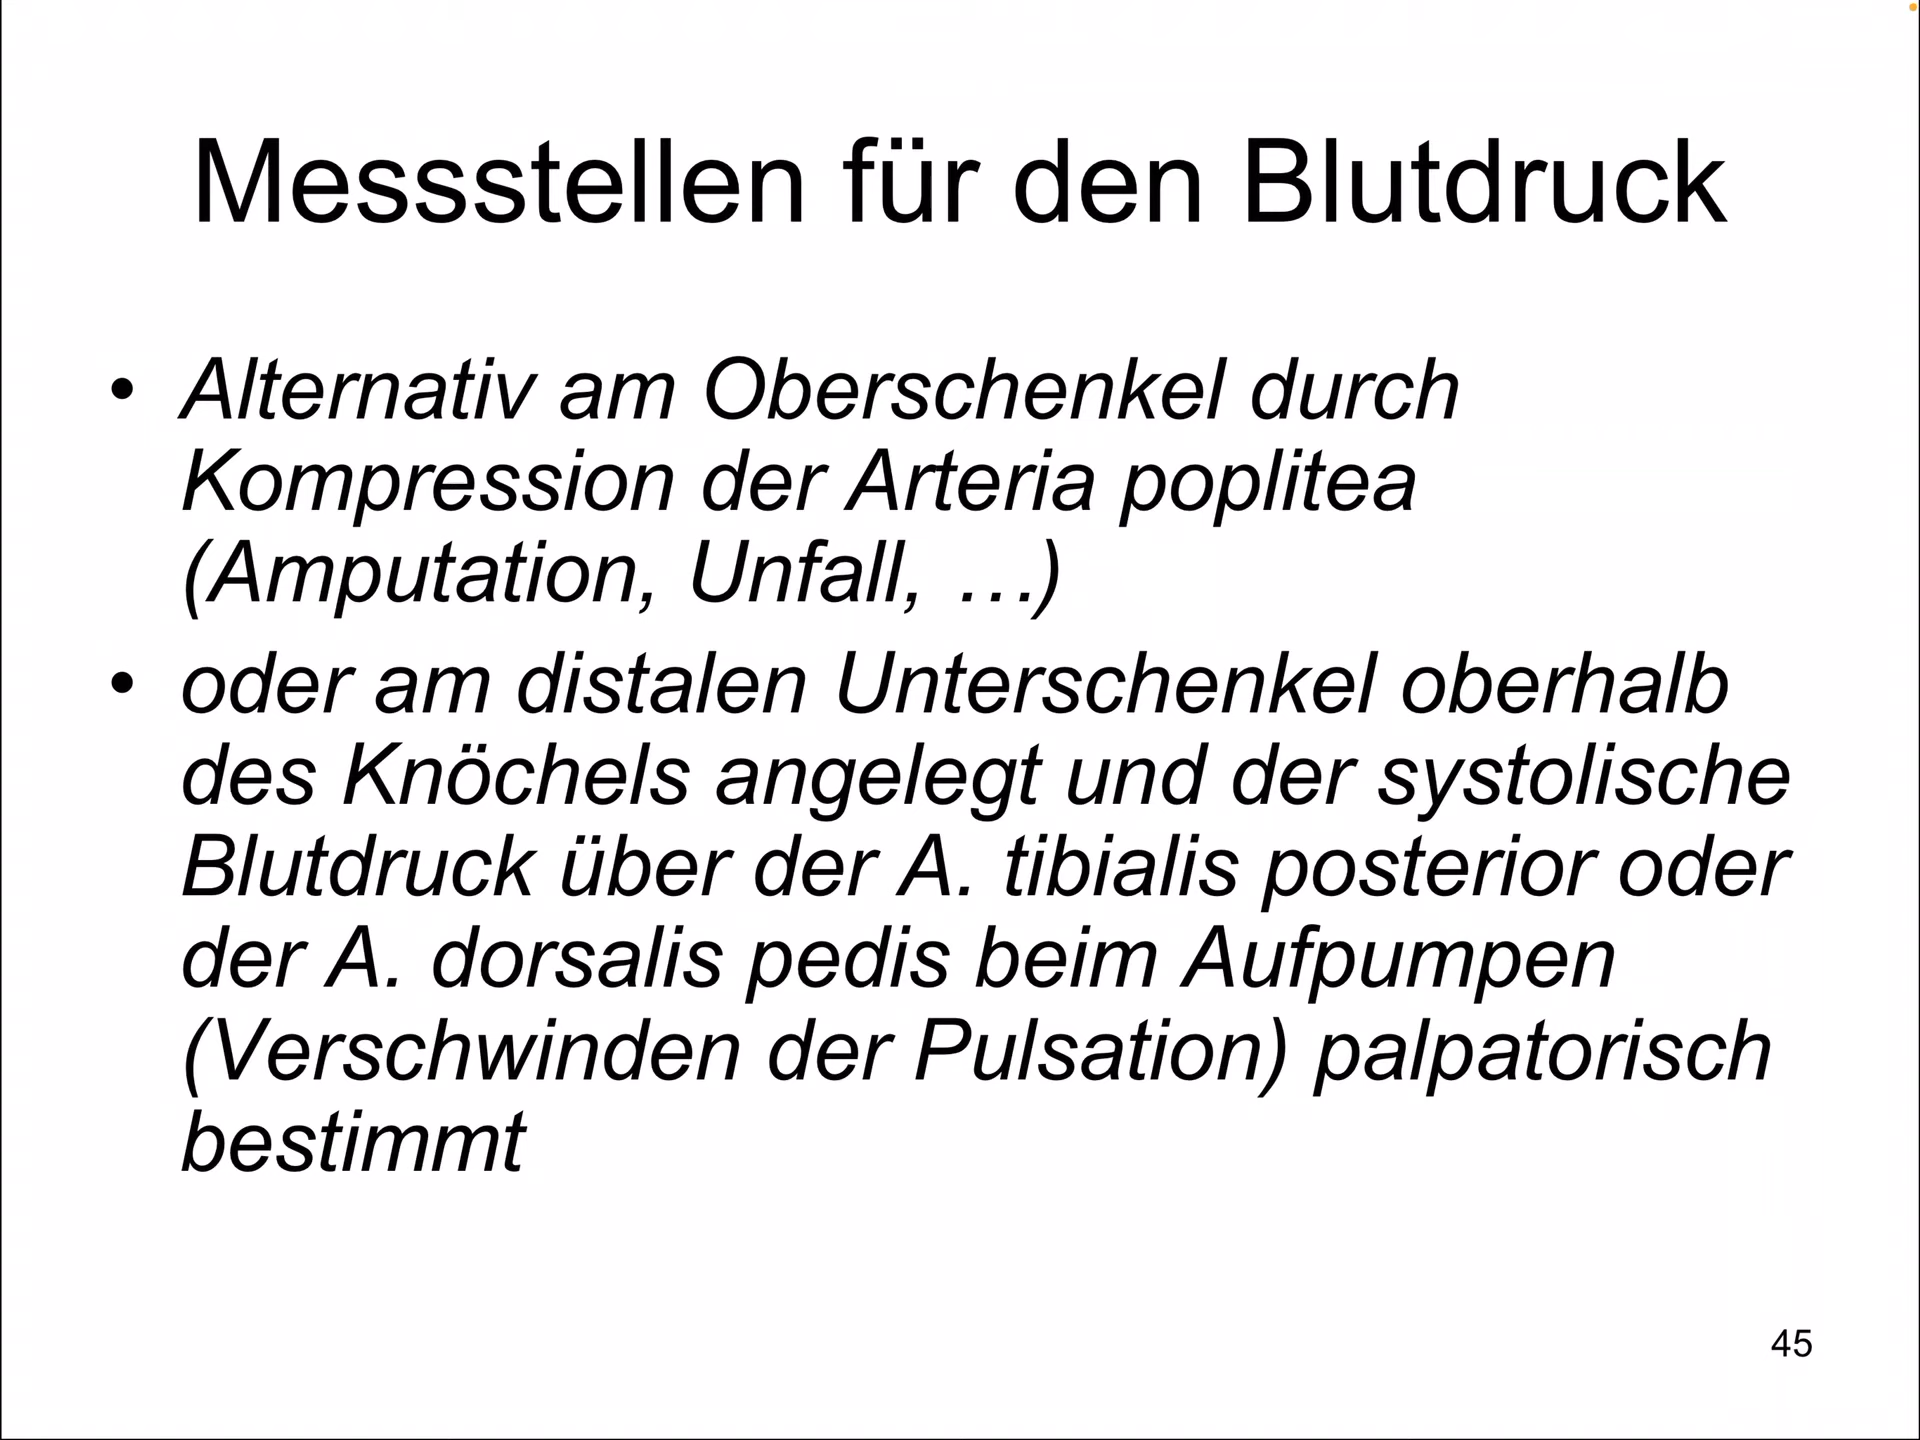 Messstellen für den Blutdruck
• Alternativ am Oberschenkel durch
Kompression der Arteria poplitea
(Amputation, Unfall, …)
• oder am distalen Unterschenkel oberhalb
des Knöchels angelegt und der systolische
Blutdruck über der A. tibialis posterior oder
der A. dorsalis pedis beim Aufpumpen
(Verschwinden der Pulsation) palpatorisch
bestimmt
45